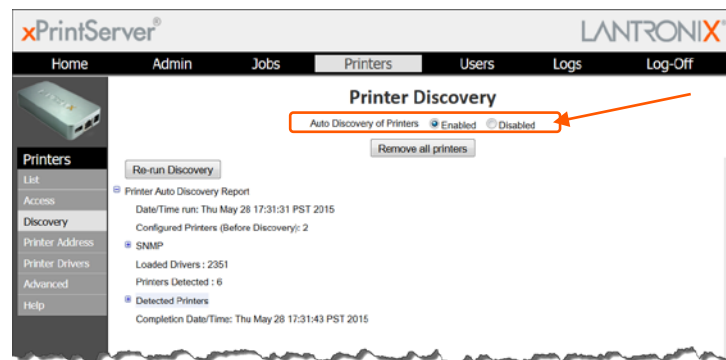 xPrintServer®
LANTRONIX®
Home Admin Jobs Printers Users Logs Log-Off
Printer Discovery
Auto Discovery of Printers Enabled Disabled
Remove all printers
Printers
List
Access
Discovery
Printer Address
Printer Drivers
Advanced
Help
Re-run Discovery
Printer Auto Discovery Report
Date/Time run: Thu May 28 17:31:31 PST 2015
Configured Printers (Before Discovery): 2
SNMP
Loaded Drivers : 2351
Printers Detected : 6
Detected Printers
Completion Date/Time: Thu May 28 17:31:43 PST 2015